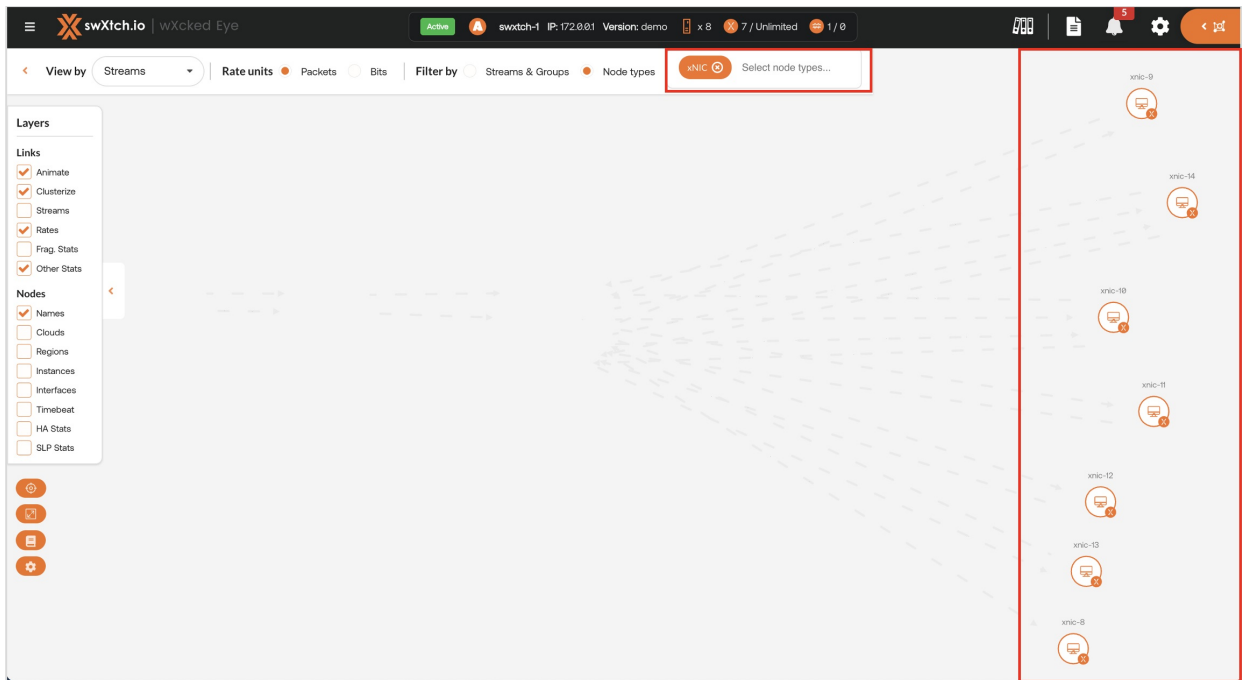 swXtch.io | wXcked Eye
Active swxtch-1 IP: 172.0.0.1 Version: demo x 8 7 / Unlimited 1 / 0
5
View by Streams Rate units Packets Bits Filter by Streams & Groups Node types xNIC Select node types...
Layers
Links
Animate
Clusterize
Streams
Rates
Frag. Stats
Other Stats
Nodes
Names
Clouds
Regions
Instances
Interfaces
Timebeat
HA Stats
SLP Stats
xnic-9
xnic-14
xnic-10
xnic-11
xnic-12
xnic-13
xnic-8